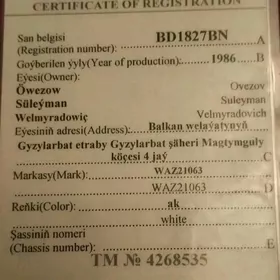 CERTIFICATE OF REGISTRATION
San belgisi
(Registration number): BD1827BN A
Goýberilen ýyly(Year of production): 1986 B
Eýesi(Owner):
Öwezow Ovezov
Süleýman Suleyman
Welmyradowiç Velmyradovich
Eýesiniň adresi(Address): Balkan welaýatynyň
Gyzylarbat etraby Gyzylarbat şäheri Magtymguly
köçesi 4 jaý C
Markasy(Mark): WAZ21063
WAZ21063 D
Reňki(Color): ak
white
Şassiniň nomeri
(Chassis number): E
TM № 4268535